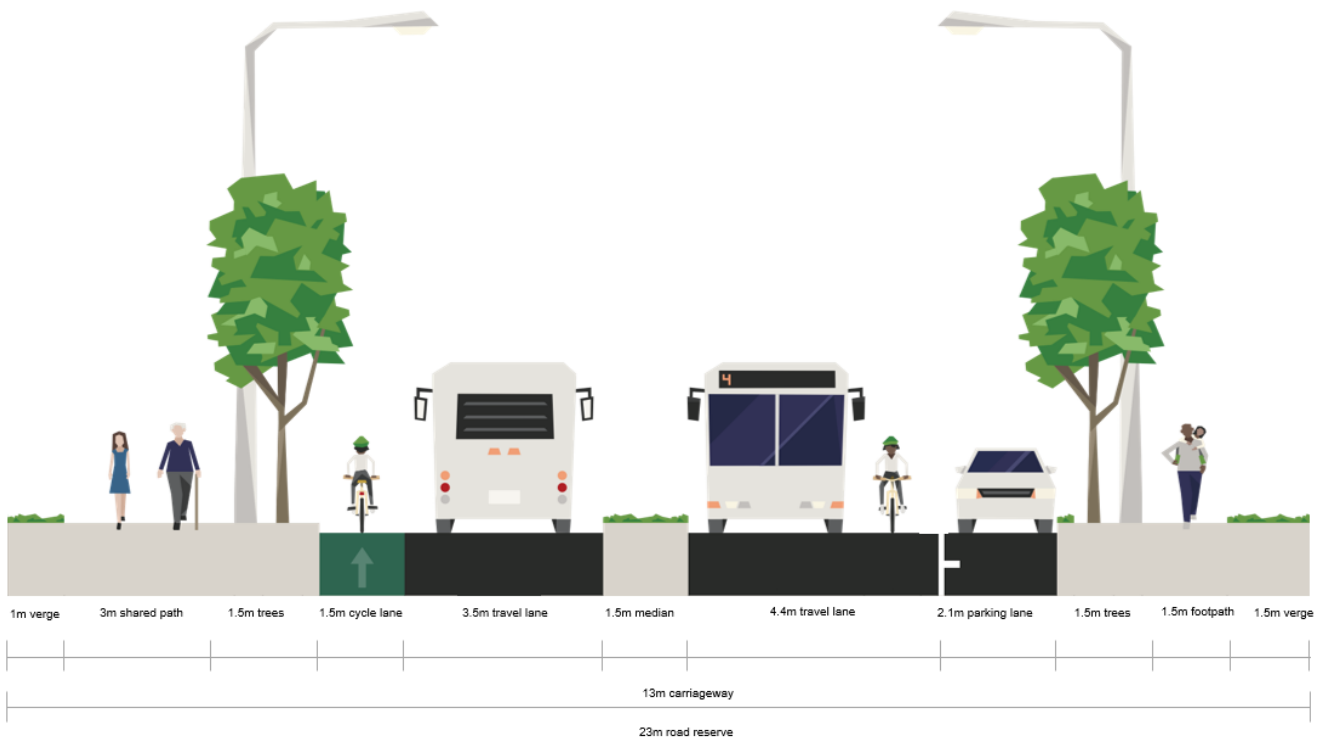 4
1m verge
3m shared path
1.5m trees
1.5m cycle lane
3.5m travel lane
1.5m median
4.4m travel lane
2.1m parking lane
1.5m trees
1.5m footpath
1.5m verge
13m carriageway
23m road reserve